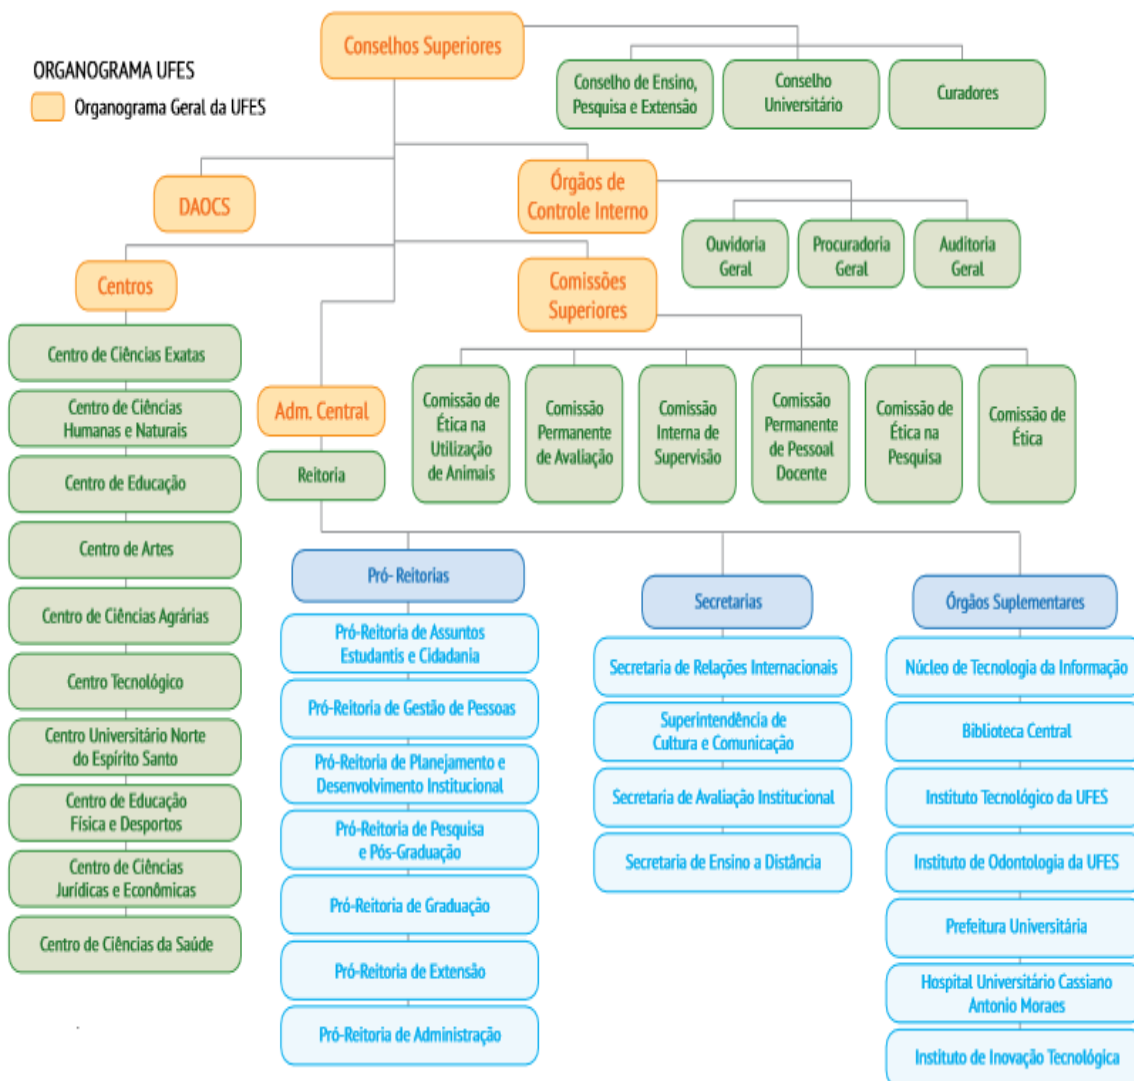 Conselhos Superiores
ORGANOGRAMA UFES
Organograma Geral da UFES
Conselho de Ensino,
Pesquisa e Extensão
Conselho
Universitário
Curadores
DAOCS
Órgãos de
Controle Interno
Ouvidoria
Geral
Procuradoria
Geral
Auditoria
Geral
Centros
Comissões
Superiores
Centro de Ciências Exatas
Centro de Ciências
Humanas e Naturais
Centro de Educação
Centro de Artes
Centro de Ciências Agrárias
Centro Tecnológico
Centro Universitário Norte
do Espírito Santo
Centro de Educação
Física e Desportos
Centro de Ciências
Jurídicas e Econômicas
Centro de Ciências da Saúde
Adm. Central
Reitoria
Comissão de
Ética na
Utilização
de Animais
Comissão
Permanente
de Avaliação
Comissão
Interna de
Supervisão
Comissão
Permanente
de Pessoal
Docente
Comissão de
Ética na
Pesquisa
Comissão de
Ética
Pró- Reitorias
Pró-Reitoria de Assuntos
Estudantis e Cidadania
Pró-Reitoria de Gestão de Pessoas
Pró-Reitoria de Planejamento e
Desenvolvimento Institucional
Pró-Reitoria de Pesquisa
e Pós-Graduação
Pró-Reitoria de Graduação
Pró-Reitoria de Extensão
Pró-Reitoria de Administração
Secretarias
Secretaria de Relações Internacionais
Superintendência de
Cultura e Comunicação
Secretaria de Avaliação Institucional
Secretaria de Ensino a Distância
Órgãos Suplementares
Núcleo de Tecnologia da Informação
Biblioteca Central
Instituto Tecnológico da UFES
Instituto de Odontologia da UFES
Prefeitura Universitária
Hospital Universitário Cassiano
Antonio Moraes
Instituto de Inovação Tecnológica